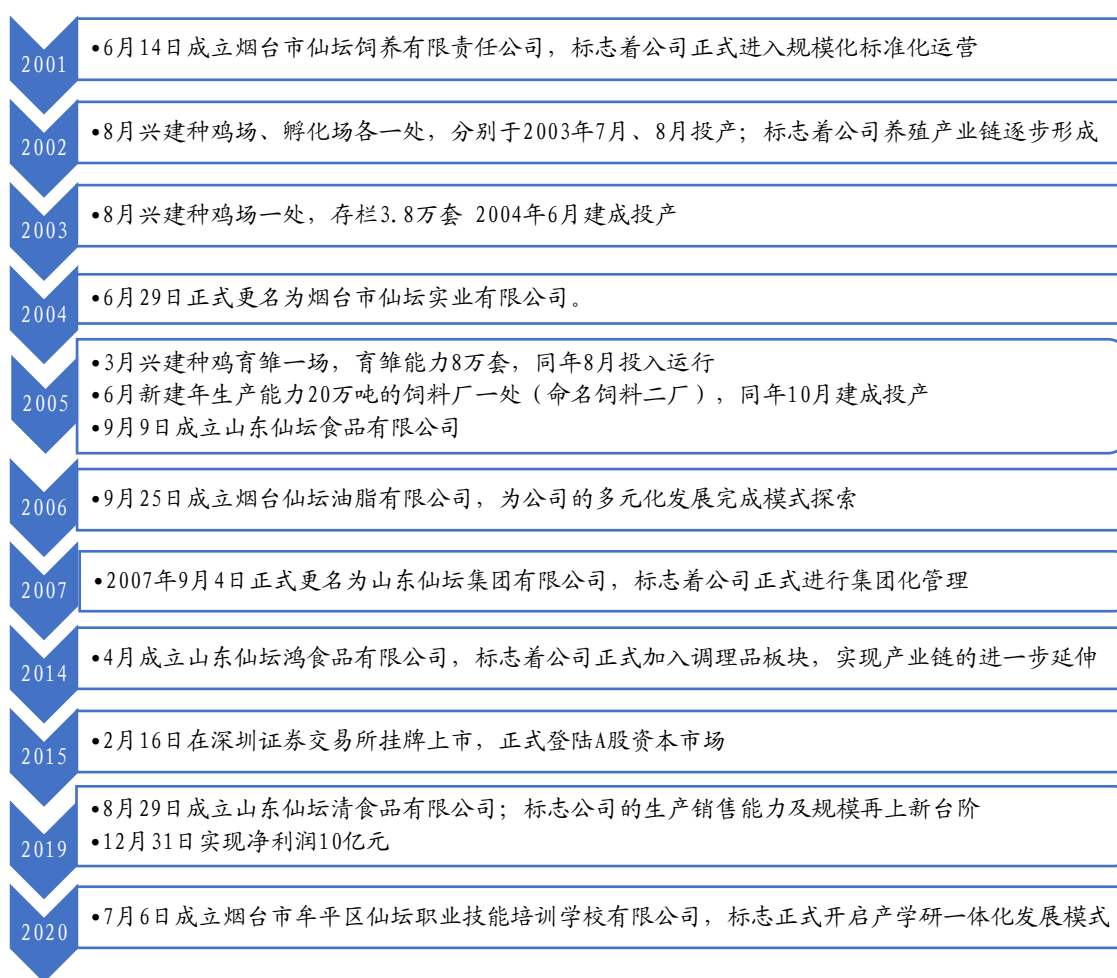 2001
•6月14日成立烟台市仙坛饲养有限责任公司，标志着公司正式进入规模化标准化运营
2002
•8月兴建种鸡场、孵化场各一处，分别于2003年7月、8月投产；标志着公司养殖产业链逐步形成
2003
•8月兴建种鸡场一处，存栏3.8万套 2004年6月建成投产
2004
•6月29日正式更名为烟台市仙坛实业有限公司。
2005
•3月兴建种鸡育雏一场，育雏能力8万套，同年8月投入运行
•6月新建年生产能力20万吨的饲料厂一处（命名饲料二厂），同年10月建成投产
•9月9日成立山东仙坛食品有限公司
2006
•9月25日成立烟台仙坛油脂有限公司，为公司的多元化发展完成模式探索
2007
•2007年9月4日正式更名为山东仙坛集团有限公司，标志着公司正式进行集团化管理
2014
•4月成立山东仙坛鸿食品有限公司，标志着公司正式加入调理品板块，实现产业链的进一步延伸
2015
•2月16日在深圳证券交易所挂牌上市，正式登陆A股资本市场
2019
•8月29日成立山东仙坛清食品有限公司；标志公司的生产销售能力及规模再上新台阶
•12月31日实现净利润10亿元
2020
•7月6日成立烟台市牟平区仙坛职业技能培训学校有限公司，标志正式开启产学研一体化发展模式